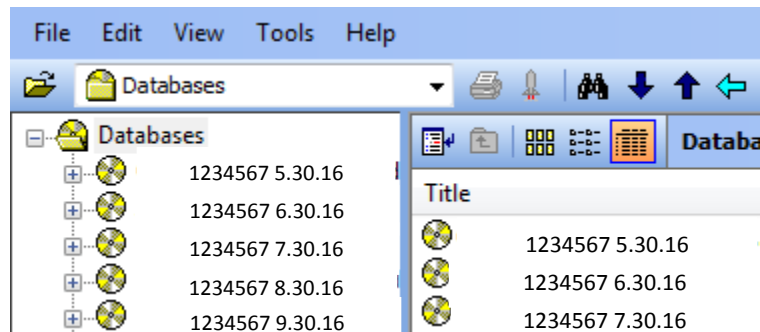 File Edit View Tools Help
Databases
Databases
1234567 5.30.16
1234567 6.30.16
1234567 7.30.16
1234567 8.30.16
1234567 9.30.16
Title
1234567 5.30.16
1234567 6.30.16
1234567 7.30.16